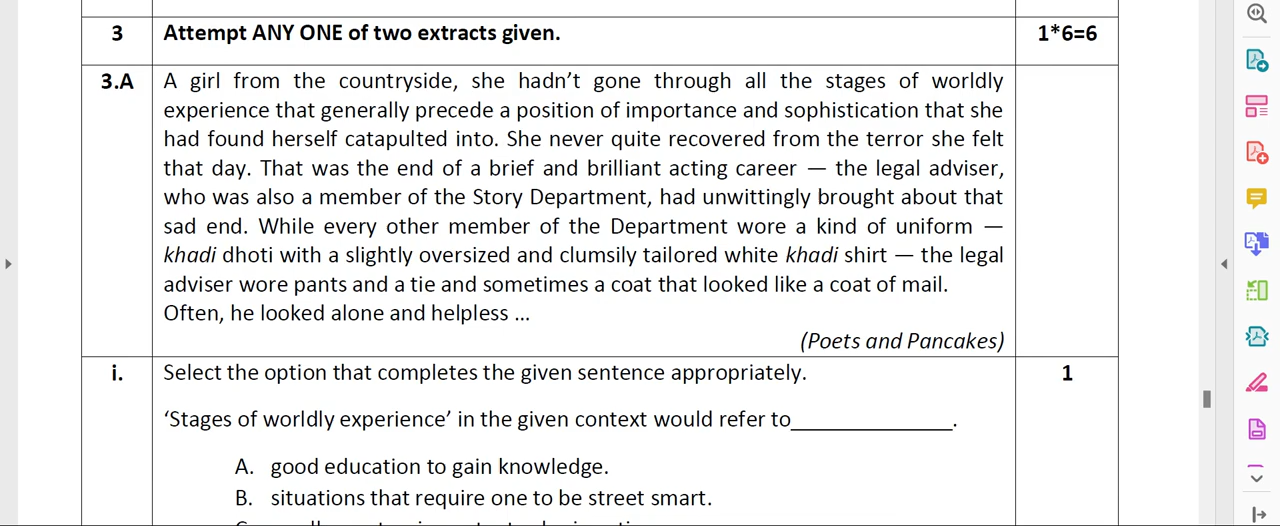 3 Attempt ANY ONE of two extracts given. 1*6=6
3.A A girl from the countryside, she hadn’t gone through all the stages of worldly
experience that generally precede a position of importance and sophistication that she
had found herself catapulted into. She never quite recovered from the terror she felt
that day. That was the end of a brief and brilliant acting career — the legal adviser,
who was also a member of the Story Department, had unwittingly brought about that
sad end. While every other member of the Department wore a kind of uniform —
khadi dhoti with a slightly oversized and clumsily tailored white khadi shirt — the legal
adviser wore pants and a tie and sometimes a coat that looked like a coat of mail.
Often, he looked alone and helpless ...
(Poets and Pancakes)
i. Select the option that completes the given sentence appropriately. 1
‘Stages of worldly experience’ in the given context would refer to_______________.
A. good education to gain knowledge.
B. situations that require one to be street smart.